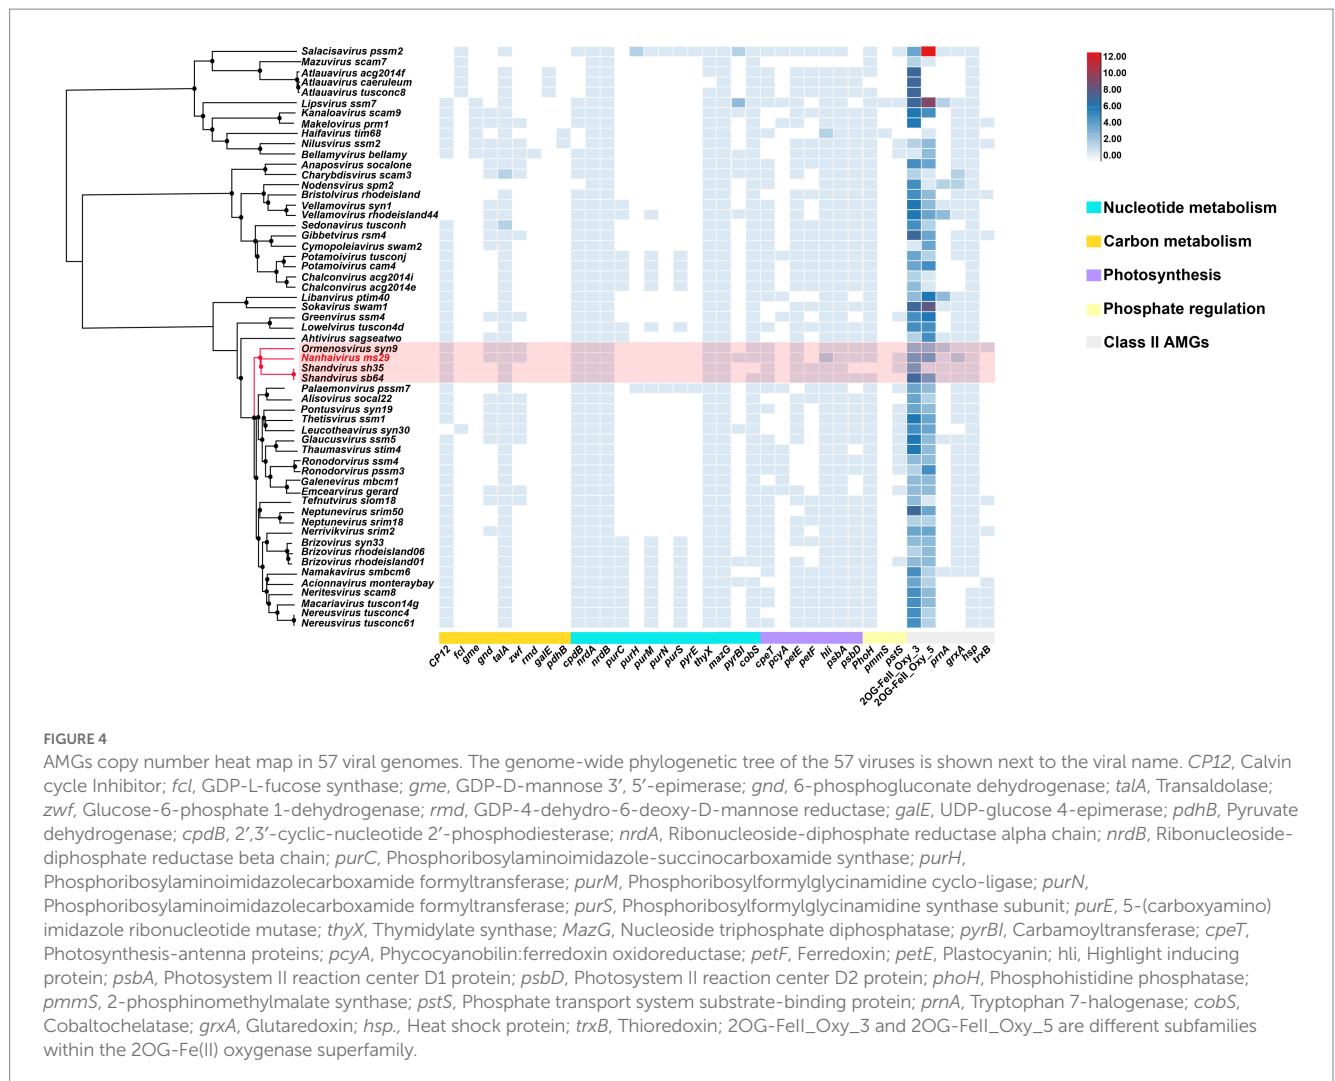 Salacisavirus pssm2
Mazuvirus scam7
Atlauavirus acg2014f
Atlauavirus caeruleum
Atlauavirus tusconc8
Lipsvirus ssm7
Kanaloavirus scam9
Makelovirus prm1
Haifavirus tim68
Nilusvirus ssm2
Bellamyvirus bellamy
Anaposvirus socalone
Charybdisvirus scam3
Nodensvirus spm2
Bristolvirus rhodeisland
Vellamovirus syn1
Vellamovirus rhodeisland44
Sedonavirus tusconh
Gibbetvirus rsm4
Cymopoleiavirus swam2
Potamoivirus tusconj
Potamoivirus cam4
Chalconvirus acg2014i
Chalconvirus acg2014e
Libanvirus ptim40
Sokavirus swam1
Greenvirus ssm4
Lowelvirus tuscon4d
Ahtivirus sagseatwo
Ormenosvirus syn9
Nanhaivirus ms29
Shandvirus sh35
Shandvirus sb64
Palaemonvirus pssm7
Alisovirus socal22
Pontusvirus syn19
Thetisvirus ssm1
Leucotheavirus syn30
Glaucusvirus ssm5
Thaumasvirus stim4
Ronodorvirus ssm4
Ronodorvirus pssm3
Galenevirus mbcm1
Emcearvirus gerard
Tefnutvirus siom18
Neptunevirus srim50
Neptunevirus srim18
Nerrivikvirus srim2
Brizovirus syn33
Brizovirus rhodeisland06
Brizovirus rhodeisland01
Namakavirus smbcm6
Acionnavirus monteraybay
Neritesvirus scam8
Macariavirus tuscon14g
Nereusvirus tusconc4
Nereusvirus tusconc61
CP12
fcl
gme
gnd
talA
zwf
rmd
galE
pdhB
cpdB
nrdA
nrdB
purC
purH
purM
purN
purS
pyrE
thyX
mazG
pyrBI
cobS
cpeT
pcyA
petE
petF
hli
psbA
psbD
PhoH
pmmS
pstS
2OG-FeII_Oxy_3
2OG-FeII_Oxy_5
prnA
grxA
hsp
trxB
12.00
10.00
8.00
6.00
4.00
2.00
0.00
Nucleotide metabolism
Carbon metabolism
Photosynthesis
Phosphate regulation
Class II AMGs
FIGURE 4
AMGs copy number heat map in 57 viral genomes. The genome-wide phylogenetic tree of the 57 viruses is shown next to the viral name. CP12, Calvin
cycle Inhibitor; fcl, GDP-L-fucose synthase; gme, GDP-D-mannose 3′, 5′-epimerase; gnd, 6-phosphogluconate dehydrogenase; talA, Transaldolase;
zwf, Glucose-6-phosphate 1-dehydrogenase; rmd, GDP-4-dehydro-6-deoxy-D-mannose reductase; galE, UDP-glucose 4-epimerase; pdhB, Pyruvate
dehydrogenase; cpdB, 2′,3′-cyclic-nucleotide 2′-phosphodiesterase; nrdA, Ribonucleoside-diphosphate reductase alpha chain; nrdB, Ribonucleoside-
diphosphate reductase beta chain; purC, Phosphoribosylaminoimidazole-succinocarboxamide synthase; purH,
Phosphoribosylaminoimidazolecarboxamide formyltransferase; purM, Phosphoribosylformylglycinamidine cyclo-ligase; purN,
Phosphoribosylaminoimidazolecarboxamide formyltransferase; purS, Phosphoribosylformylglycinamidine synthase subunit; purE, 5-(carboxyamino)
imidazole ribonucleotide mutase; thyX, Thymidylate synthase; MazG, Nucleoside triphosphate diphosphatase; pyrBI, Carbamoyltransferase; cpeT,
Photosynthesis-antenna proteins; pcyA, Phycocyanobilin:ferredoxin oxidoreductase; petF, Ferredoxin; petE, Plastocyanin; hli, Highlight inducing
protein; psbA, Photosystem II reaction center D1 protein; psbD, Photosystem II reaction center D2 protein; phoH, Phosphohistidine phosphatase;
pmmS, 2-phosphinomethylmalate synthase; pstS, Phosphate transport system substrate-binding protein; prnA, Tryptophan 7-halogenase; cobS,
Cobaltochelatase; grxA, Glutaredoxin; hsp., Heat shock protein; trxB, Thioredoxin; 2OG-FeII_Oxy_3 and 2OG-FeII_Oxy_5 are different subfamilies
within the 2OG-Fe(II) oxygenase superfamily.